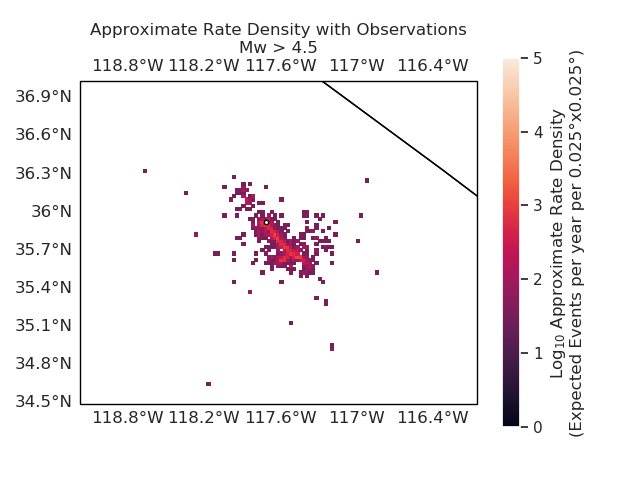 Approximate Rate Density with Observations
Mw > 4.5
118.8°W 118.2°W 117.6°W 117°W 116.4°W
36.9°N
36.6°N
36.3°N
36°N
35.7°N
35.4°N
35.1°N
34.8°N
34.5°N
118.8°W 118.2°W 117.6°W 117°W 116.4°W
5
4
3
2
1
0
Log₁₀ Approximate Rate Density
(Expected Events per year per 0.025°x0.025°)